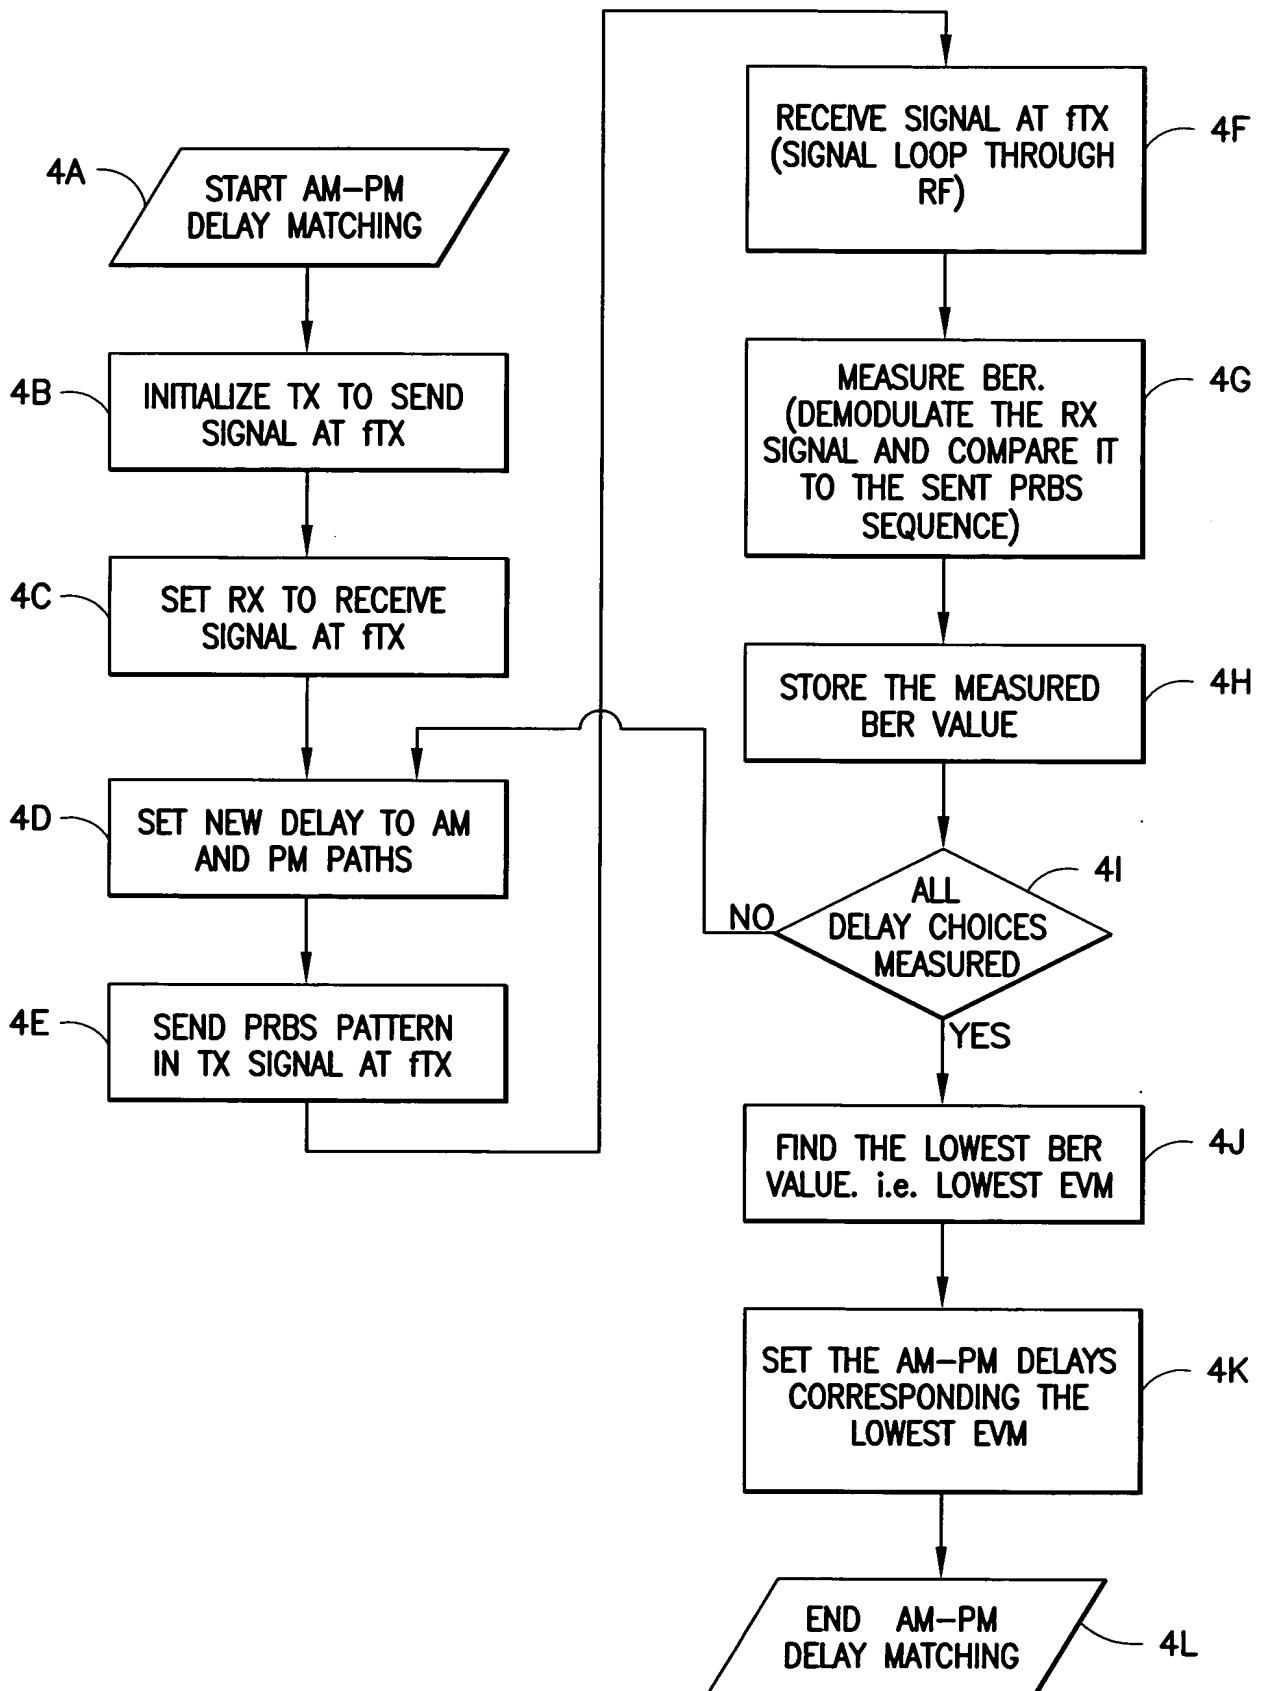 4A
START AM-PM
DELAY MATCHING
4B
INITIALIZE TX TO SEND
SIGNAL AT fTX
4C
SET RX TO RECEIVE
SIGNAL AT fTX
4D
SET NEW DELAY TO AM
AND PM PATHS
4E
SEND PRBS PATTERN
IN TX SIGNAL AT fTX
RECEIVE SIGNAL AT fTX
(SIGNAL LOOP THROUGH
RF)
4F
MEASURE BER.
(DEMODULATE THE RX
SIGNAL AND COMPARE IT
TO THE SENT PRBS
SEQUENCE)
4G
STORE THE MEASURED
BER VALUE
4H
ALL
DELAY CHOICES
MEASURED
4I
NO
YES
FIND THE LOWEST BER
VALUE. i.e. LOWEST EVM
4J
SET THE AM-PM DELAYS
CORRESPONDING THE
LOWEST EVM
4K
END AM-PM
DELAY MATCHING
4L